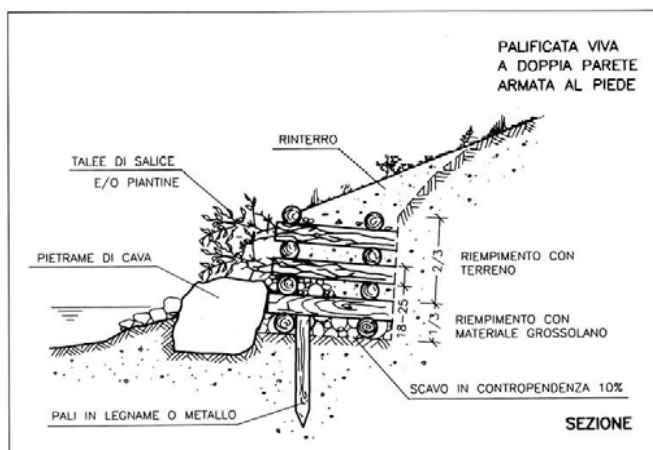 PALIFICATA VIVA
A DOPPIA PARETE
ARMATA AL PIEDE
RINTERRO
TALEE DI SALICE
E/O PIANTINE
PIETRAME DI CAVA
2/3
RIEMPIMENTO CON
TERRENO
18-25
1/3
RIEMPIMENTO CON
MATERIALE GROSSOLANO
SCAVO IN CONTROPENDENZA 10%
PALI IN LEGNAME O METALLO
SEZIONE